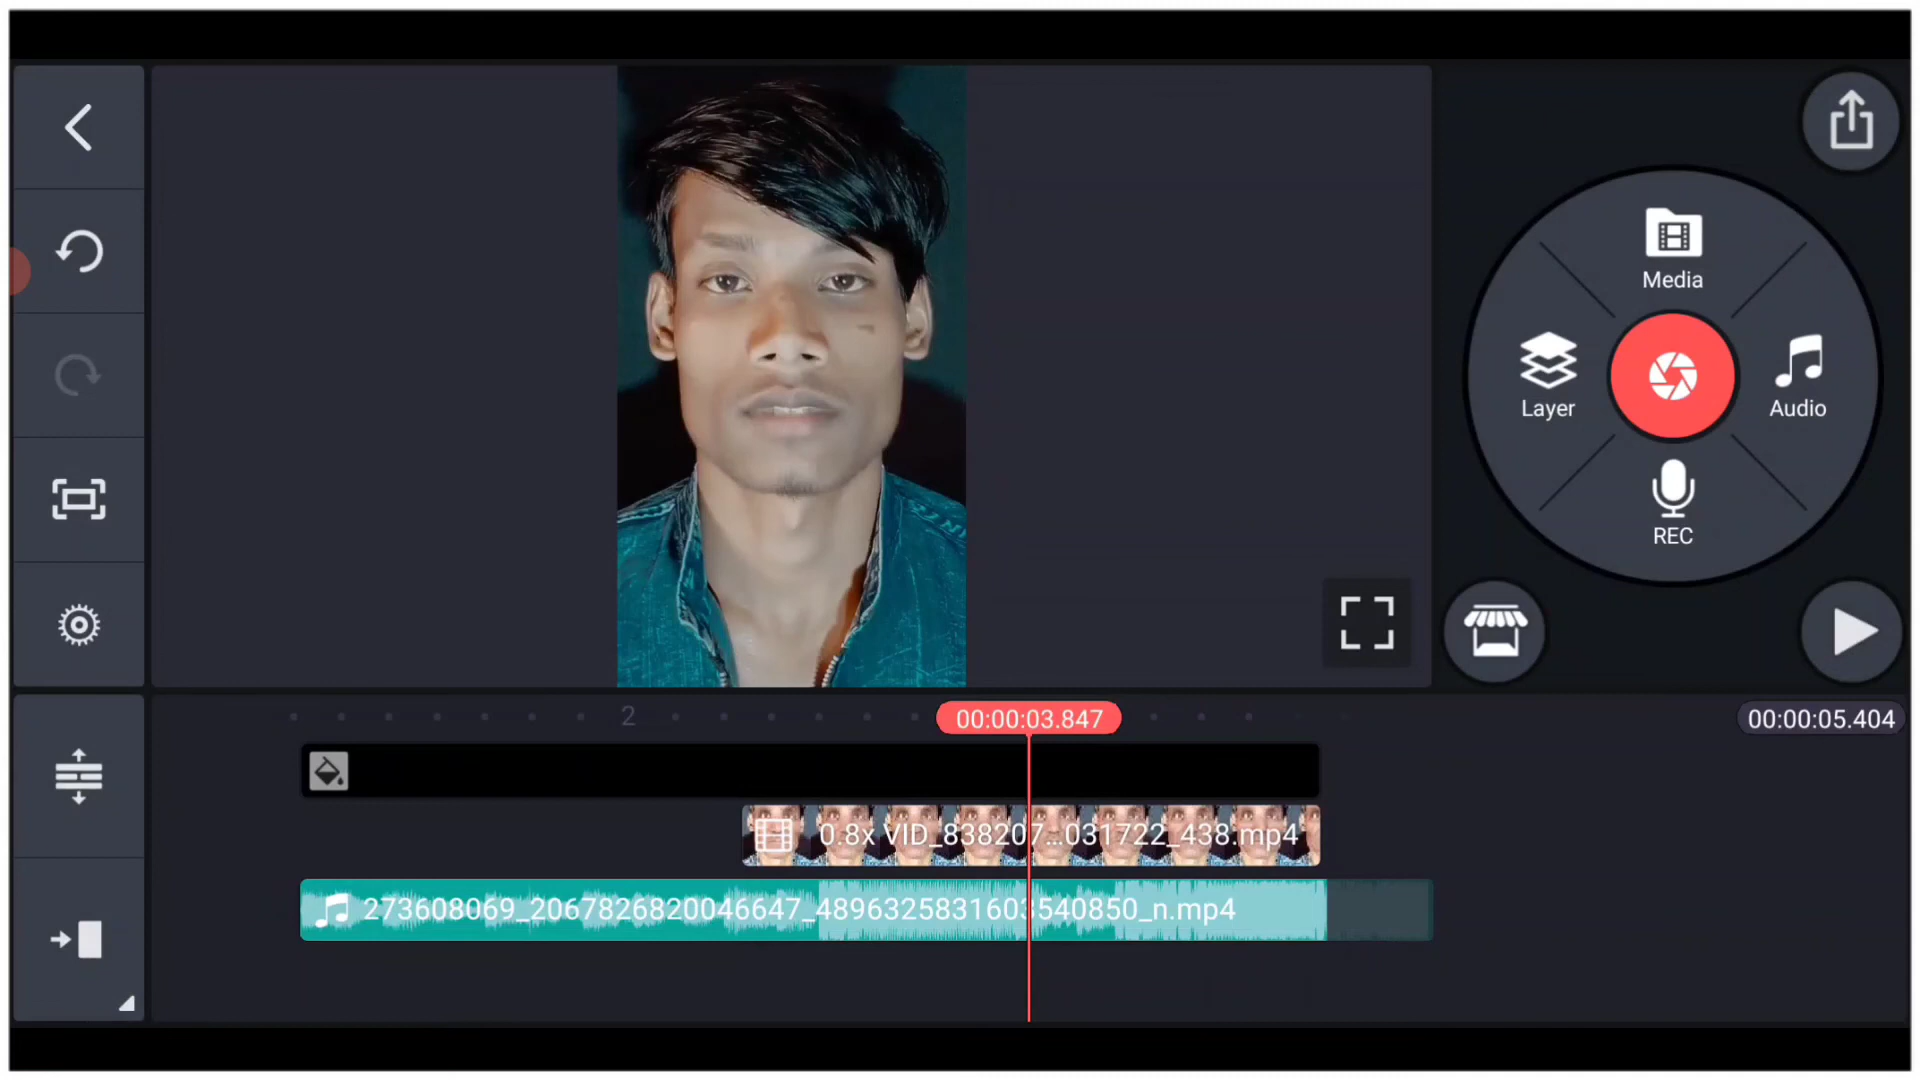 Media
Layer
Audio
REC
2
00:00:03.847
00:00:05.404
0.8x VID_838207...031722_438.mp4
273608069_2067826820046647_4896325831603540850_n.mp4